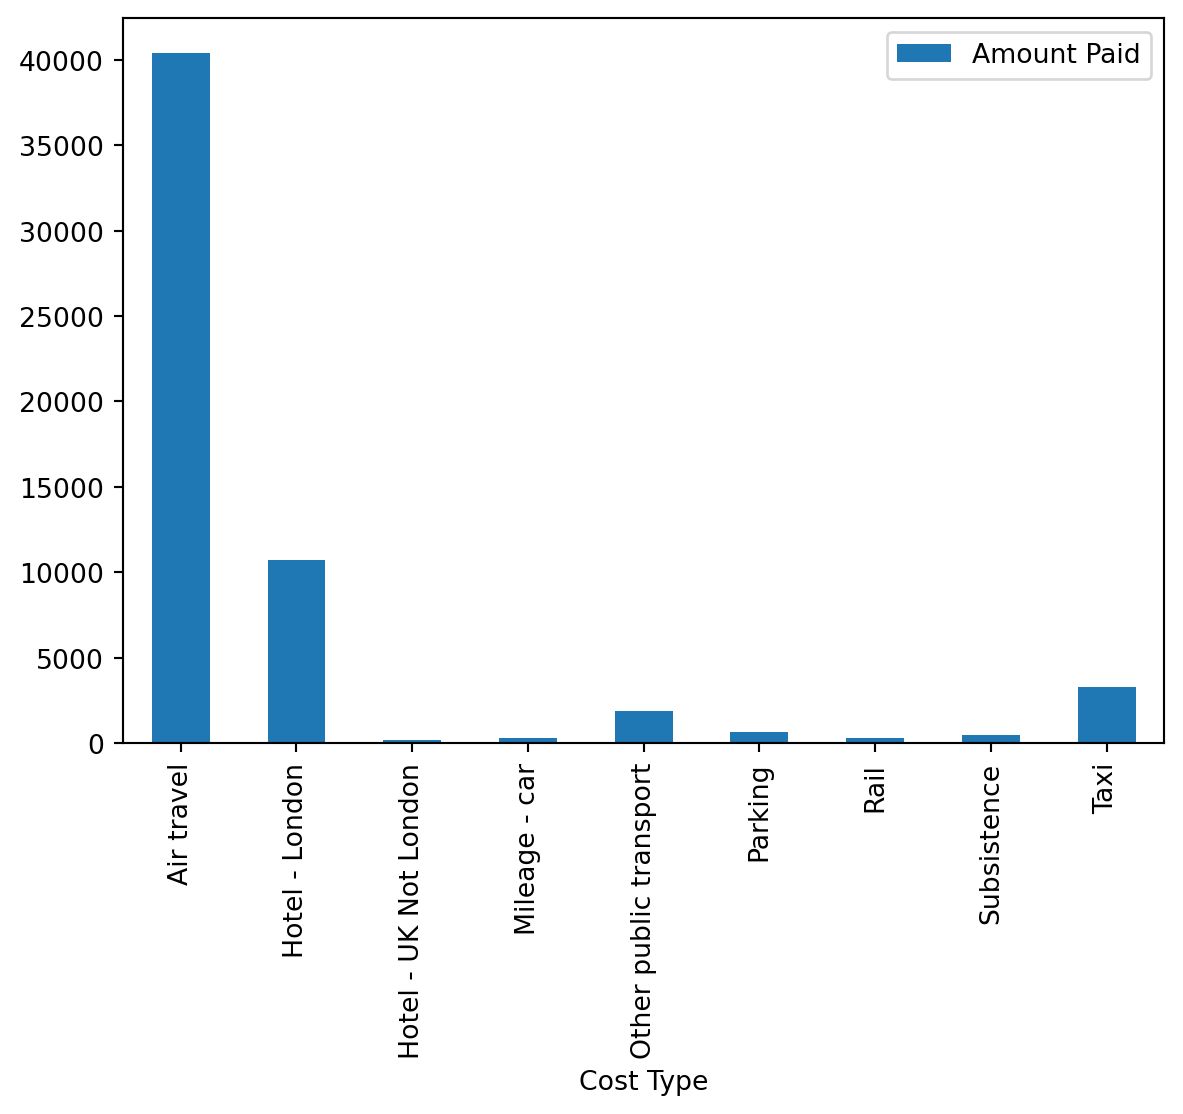 Amount Paid
40000
35000
30000
25000
20000
15000
10000
5000
0
Air travel
Hotel - London
Hotel - UK Not London
Mileage - car
Other public transport
Parking
Rail
Subsistence
Taxi
Cost Type